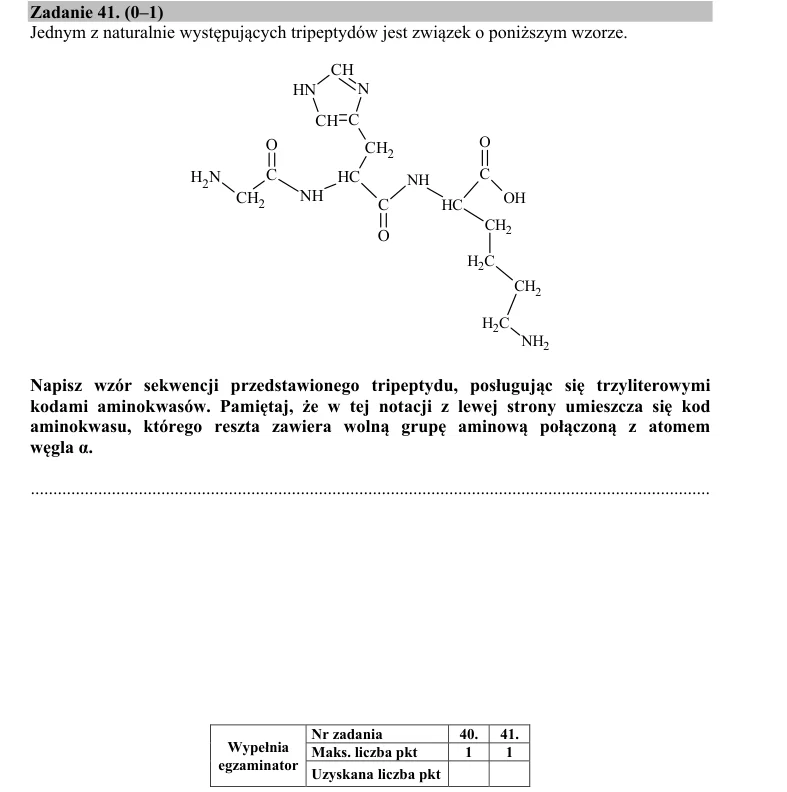 Zadanie 41. (0–1)
Jednym z naturalnie występujących tripeptydów jest związek o poniższym wzorze.
CH
HN N
CH=C
O CH₂ O
H₂N C HC NH C
CH₂ NH C HC OH
O CH₂
H₂C
CH₂
H₂C
NH₂
Napisz wzór sekwencji przedstawionego tripeptydu, posługując się trzyliterowymi
kodami aminokwasów. Pamiętaj, że w tej notacji z lewej strony umieszcza się kod
aminokwasu, którego reszta zawiera wolną grupę aminową połączoną z atomem
węgla α.
Wypełnia egzaminator
Nr zadania 40. 41.
Maks. liczba pkt 1 1
Uzyskana liczba pkt